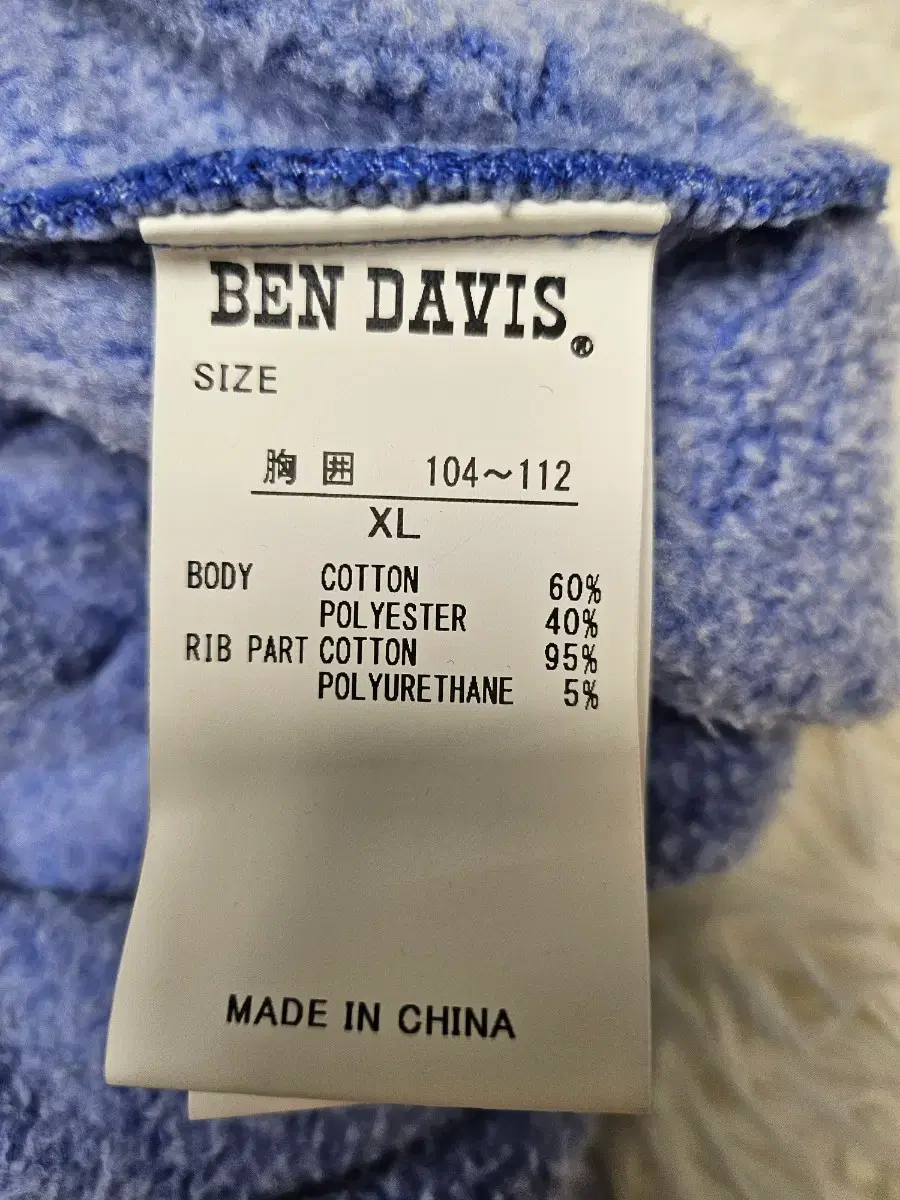 BEN DAVIS®
SIZE
胸 囲 104～112
XL
BODY COTTON 60%
POLYESTER 40%
RIB PART COTTON 95%
POLYURETHANE 5%
MADE IN CHINA